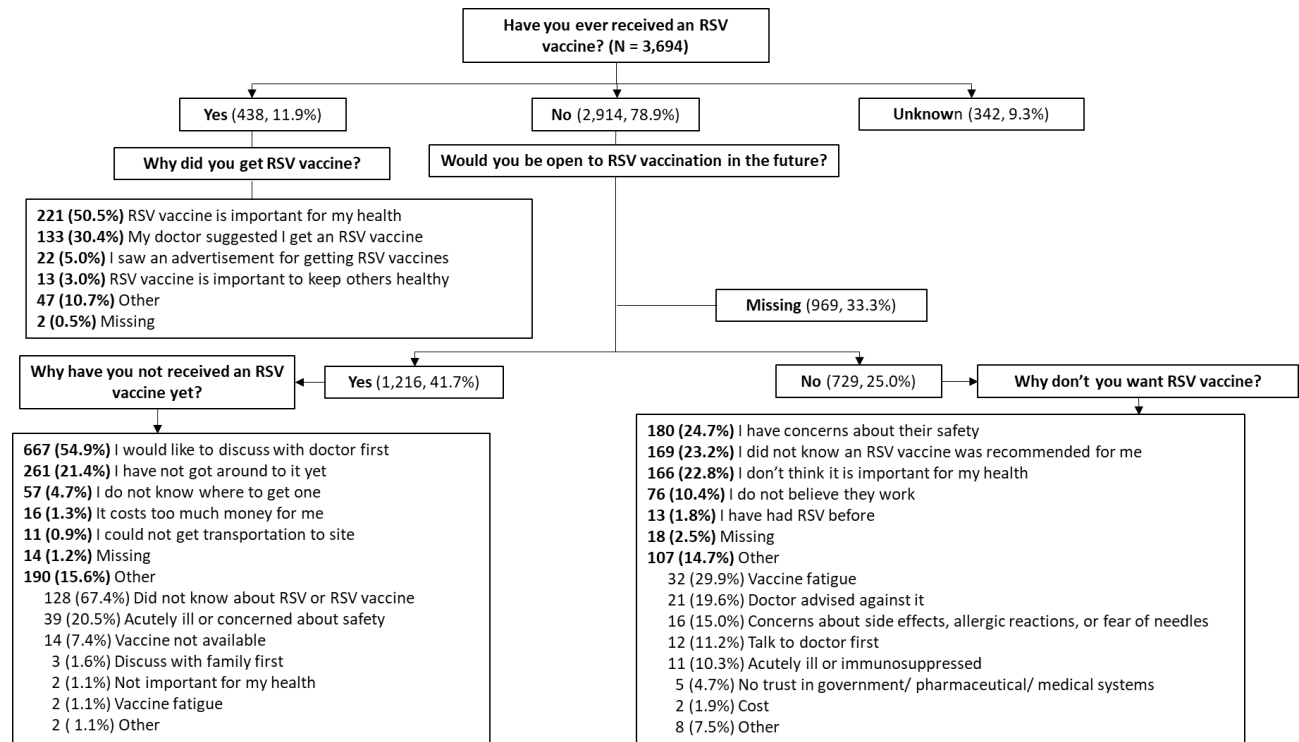 Have you ever received an RSV
vaccine? (N = 3,694)
Yes (438, 11.9%)
No (2,914, 78.9%)
Unknown (342, 9.3%)
Why did you get RSV vaccine?
Would you be open to RSV vaccination in the future?
221 (50.5%) RSV vaccine is important for my health
133 (30.4%) My doctor suggested I get an RSV vaccine
22 (5.0%) I saw an advertisement for getting RSV vaccines
13 (3.0%) RSV vaccine is important to keep others healthy
47 (10.7%) Other
2 (0.5%) Missing
Missing (969, 33.3%)
Why have you not received an RSV
vaccine yet?
Yes (1,216, 41.7%)
No (729, 25.0%)
Why don't you want RSV vaccine?
667 (54.9%) I would like to discuss with doctor first
261 (21.4%) I have not got around to it yet
57 (4.7%) I do not know where to get one
16 (1.3%) It costs too much money for me
11 (0.9%) I could not get transportation to site
14 (1.2%) Missing
190 (15.6%) Other
128 (67.4%) Did not know about RSV or RSV vaccine
39 (20.5%) Acutely ill or concerned about safety
14 (7.4%) Vaccine not available
3 (1.6%) Discuss with family first
2 (1.1%) Not important for my health
2 (1.1%) Vaccine fatigue
2 ( 1.1%) Other
180 (24.7%) I have concerns about their safety
169 (23.2%) I did not know an RSV vaccine was recommended for me
166 (22.8%) I don't think it is important for my health
76 (10.4%) I do not believe they work
13 (1.8%) I have had RSV before
18 (2.5%) Missing
107 (14.7%) Other
32 (29.9%) Vaccine fatigue
21 (19.6%) Doctor advised against it
16 (15.0%) Concerns about side effects, allergic reactions, or fear of needles
12 (11.2%) Talk to doctor first
11 (10.3%) Acutely ill or immunosuppressed
5 (4.7%) No trust in government/ pharmaceutical/ medical systems
2 (1.9%) Cost
8 (7.5%) Other